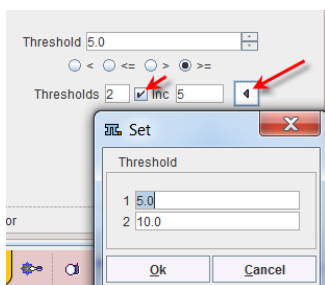 Threshold 5.0
< <= > >=
Thresholds 2 Inc 5
Set
Threshold
1 5.0
2 10.0
or
Ok Cancel